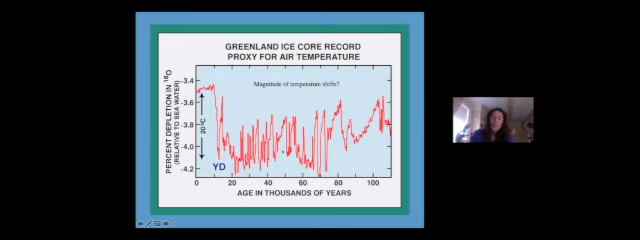 GREENLAND ICE CORE RECORD
PROXY FOR AIR TEMPERATURE
Magnitude of temperature shifts?
PERCENT DEPLETION IN 18O
(RELATIVE TO SEA WATER)
-3.4
-3.6
-3.8
-4.0
-4.2
20°C
YD
0 20 40 60 80 100
AGE IN THOUSANDS OF YEARS